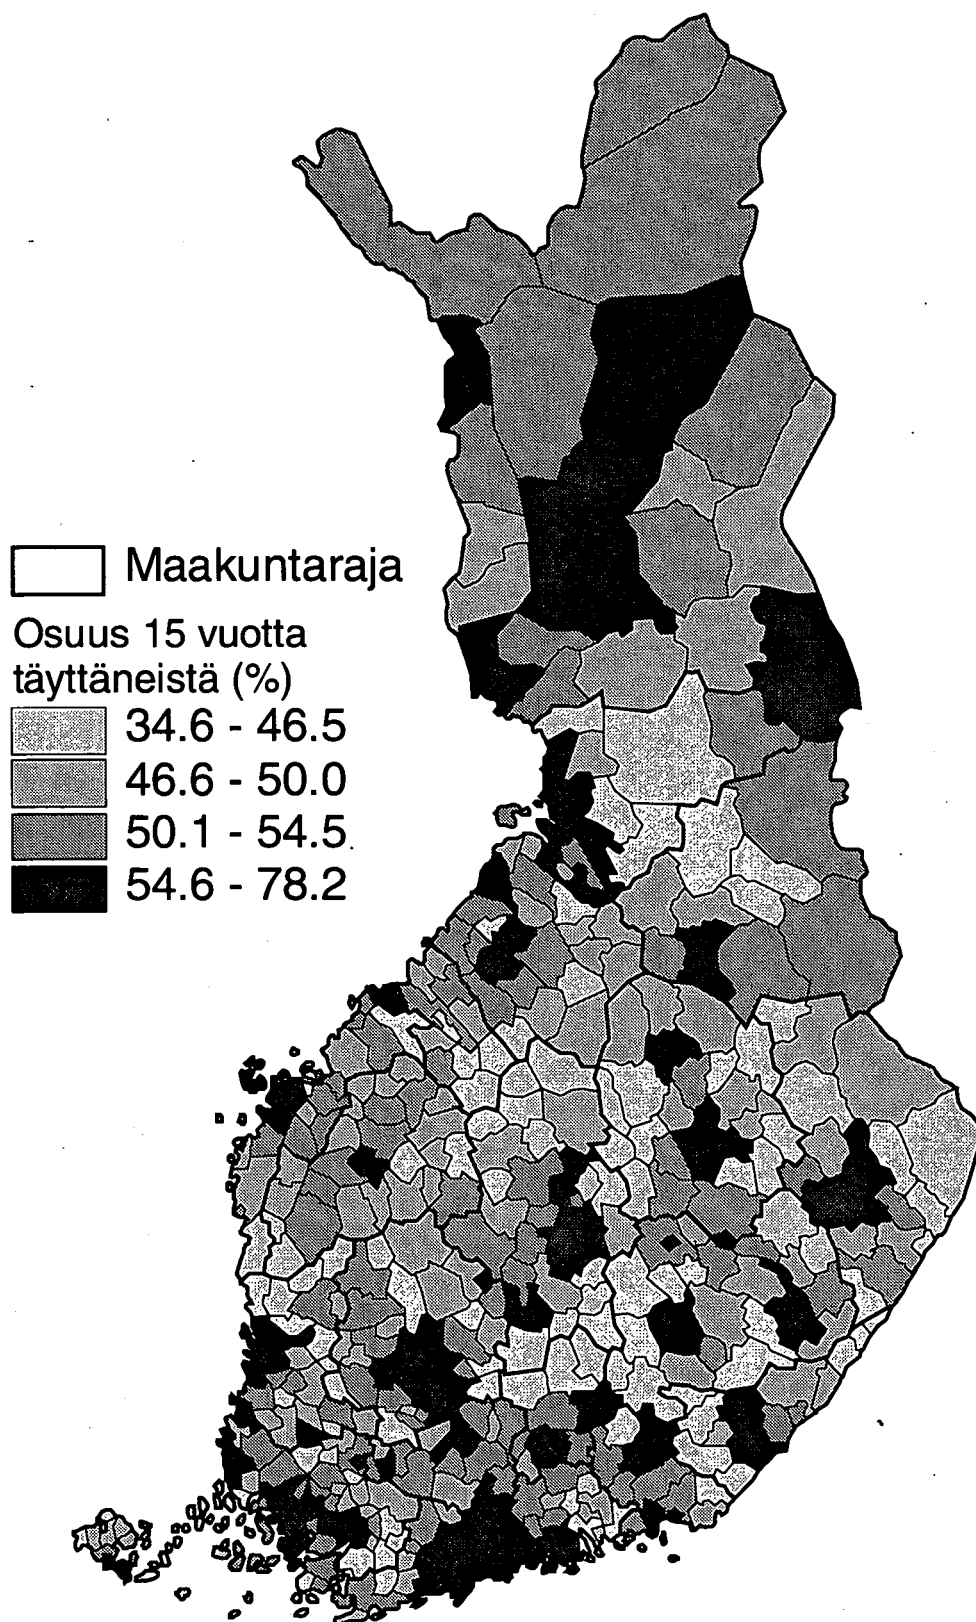 Maakuntaraja
Osuus 15 vuotta
täyttäneistä (%)
34.6 - 46.5
46.6 - 50.0
50.1 - 54.5
54.6 - 78.2